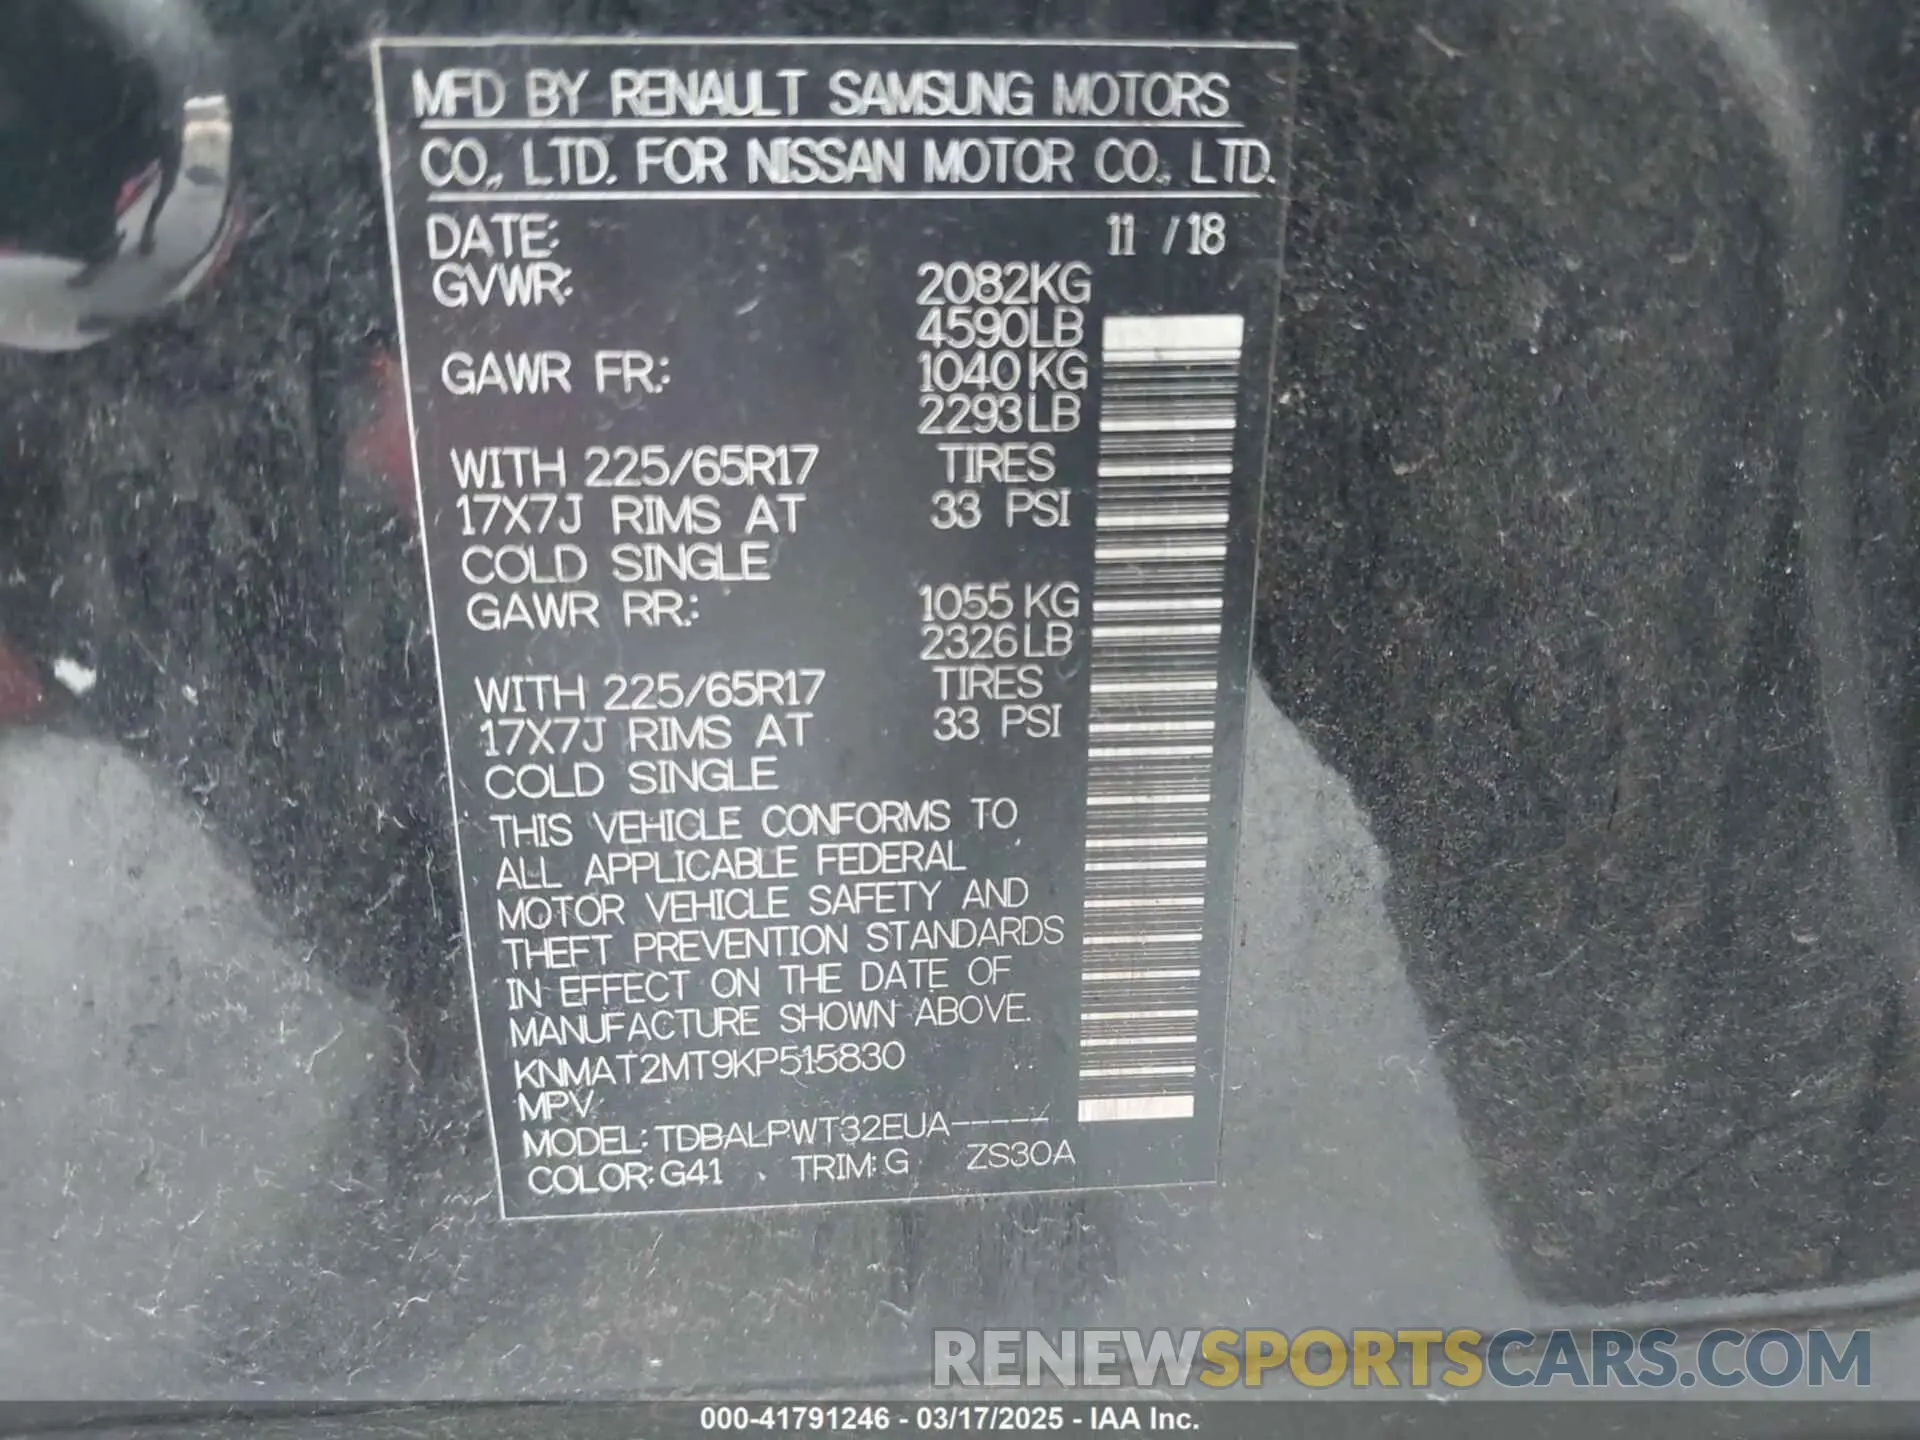 MFD BY RENAULT SAMSUNG MOTORS
CO., LTD. FOR NISSAN MOTOR CO., LTD.
DATE: 11 /18
GVWR: 2082KG
4590LB
GAWR FR.: 1040KG
2293LB
WITH 225/65R17 TIRES
17X7J RIMS AT 33 PSI
COLD SINGLE
GAWR RR.: 1055KG
2326LB
WITH 225/65R17 TIRES
17X7J RIMS AT 33 PSI
COLD SINGLE
THIS VEHICLE CONFORMS TO
ALL APPLICABLE FEDERAL
MOTOR VEHICLE SAFETY AND
THEFT PREVENTION STANDARDS
IN EFFECT ON THE DATE OF
MANUFACTURE SHOWN ABOVE.
KNMAT2MT9KP515830
MPV
MODEL: TDBALPWT32EUA-----
COLOR: G41 TRIM: G ZS30A
RENEWSPORTSCARS.COM
000-41791246 - 03/17/2025 - IAA Inc.